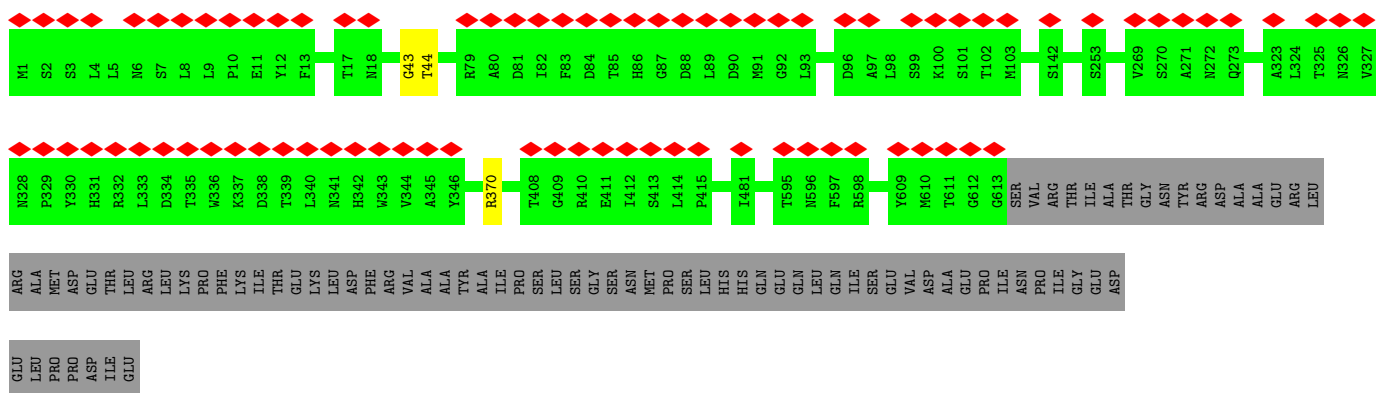 M1 S2 S3 L4 L5 N6 S7 L8 L9 P10 E11 Y12 F13 T17 N18 G43 T44 R79 A80 D81 I82 F83 D84 T85 H86 G87 D88 L89 D90 M91 G92 L93 D96 A97 L98 S99 K100 S101 T102 M103 S142 S253 V269 S270 A271 N272 Q273 A323 L324 T325 N326 V327
N328 P329 Y330 H331 R332 L333 D334 T335 W336 K337 D338 T339 L340 N341 H342 W343 V344 A345 Y346 R370 T408 G409 R410 E411 I412 S413 L414 P415 I481 T595 N596 F597 R598 Y609 M610 T611 G612 G613 SER VAL ARG THR ILE ALA THR GLY ASN TYR ARG ASP ALA ALA GLU ARG LEU
ARG ALA MET ASP GLU THR LEU ARG LEU LYS PRO PHE LYS ILE THR GLU LYS LEU ASP PHE ARG VAL ALA ALA TYR ALA ILE PRO SER LEU SER GLY SER ASN MET PRO SER LEU HIS HIS GLN GLU GLN LEU GLN ILE SER GLU VAL ASP ALA GLU PRO ILE ASN PRO ILE GLY GLU ASP
GLU LEU PRO PRO ASP ILE GLU